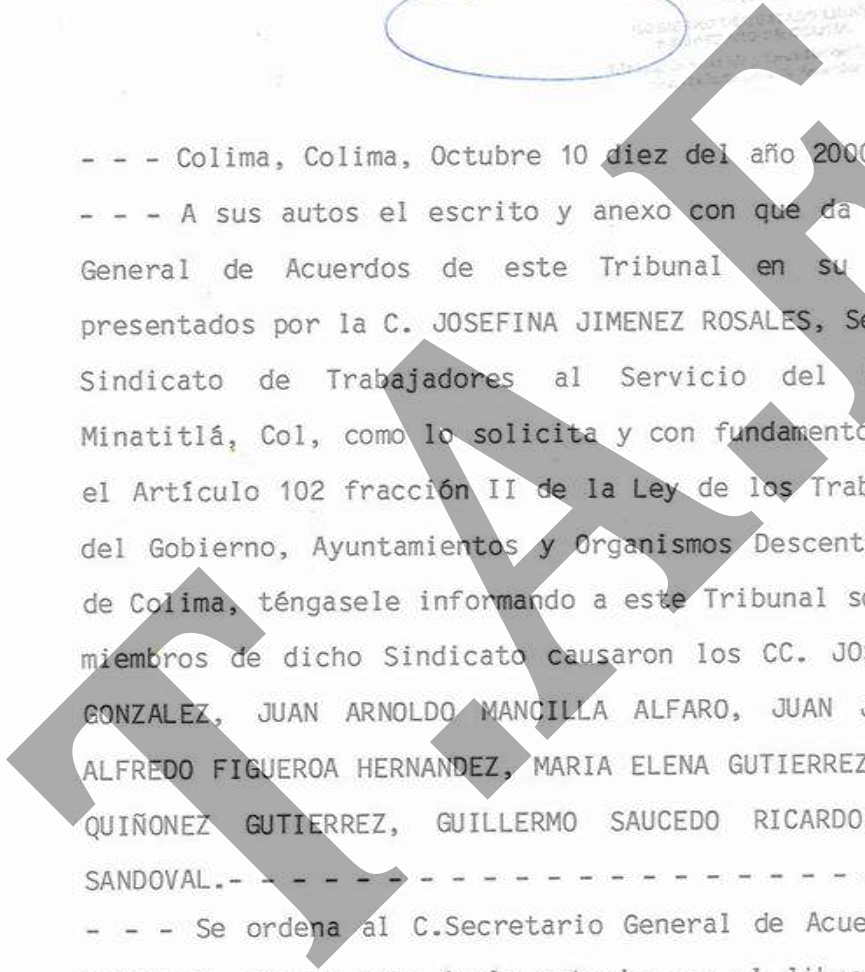 - - - Colima, Colima, Octubre 10 diez del año 2000
- - - A sus autos el escrito y anexo con que da
General de Acuerdos de este Tribunal en su
presentados por la C. JOSEFINA JIMENEZ ROSALES, Se
Sindicato de Trabajadores al Servicio del
Minatitlá, Col, como lo solicita y con fundamento
el Artículo 102 fracción II de la Ley de los Trab
del Gobierno, Ayuntamientos y Organismos Descent
de Colima, téngasele informando a este Tribunal so
miembros de dicho Sindicato causaron los CC. JOS
GONZALEZ, JUAN ARNOLDO MANCILLA ALFARO, JUAN J
ALFREDO FIGUEROA HERNANDEZ, MARIA ELENA GUTIERREZ
QUIÑONEZ GUTIERREZ, GUILLERMO SAUCEDO RICARDO
SANDOVAL.- - - - - - - - - - - - - - - - - - - -
- - - Se ordena al C.Secretario General de Acue
T.A.E